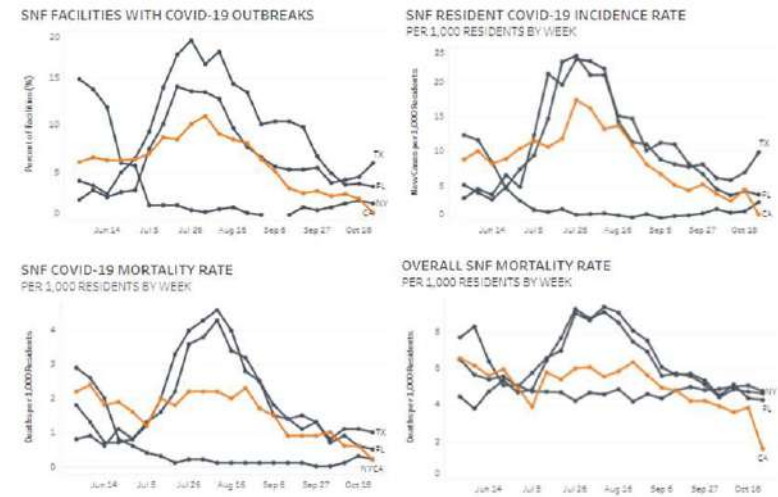 SNF FACILITIES WITH COVID-19 OUTBREAKS
20
15
10
5
0
Percent of Facilities (%)
Jun 14
Jul 5
Jul 26
Aug 16
Sep 6
Sep 27
Oct 18
TX
FL
NY
CA
SNF RESIDENT COVID-19 INCIDENCE RATE
PER 1,000 RESIDENTS BY WEEK
25
20
15
10
5
0
New Cases per 1,000 Residents
Jun 14
Jul 5
Jul 26
Aug 16
Sep 6
Sep 27
Oct 18
TX
FL
NY
CA
SNF COVID-19 MORTALITY RATE
PER 1,000 RESIDENTS BY WEEK
4
3
2
1
0
Deaths per 1,000 Residents
Jun 14
Jul 5
Jul 26
Aug 16
Sep 6
Sep 27
Oct 18
TX
FL
NYCA
OVERALL SNF MORTALITY RATE
PER 1,000 RESIDENTS BY WEEK
8
6
4
2
0
Deaths per 1,000 Residents
Jun 14
Jul 5
Jul 26
Aug 16
Sep 6
Sep 27
Oct 18
NY
FL
CA